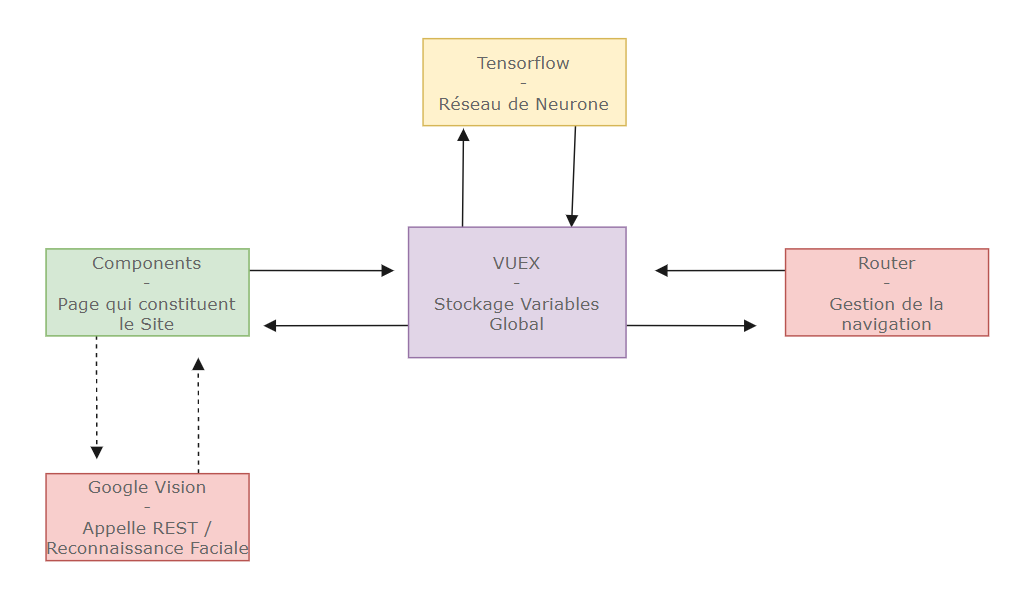 Tensorflow
-
Réseau de Neurone
Components
-
Page qui constituent
le Site
VUEX
-
Stockage Variables
Global
Router
-
Gestion de la
navigation
Google Vision
-
Appelle REST /
Reconnaissance Faciale